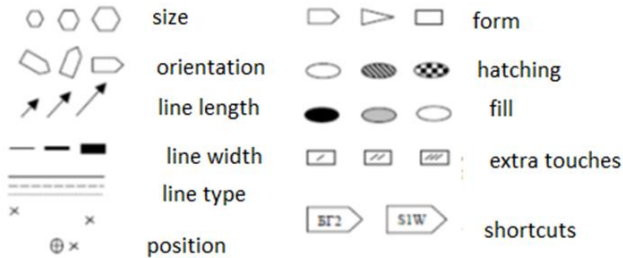 size
orientation
line length
line width
line type
position
form
hatching
fill
extra touches
БГ2 S1W shortcuts